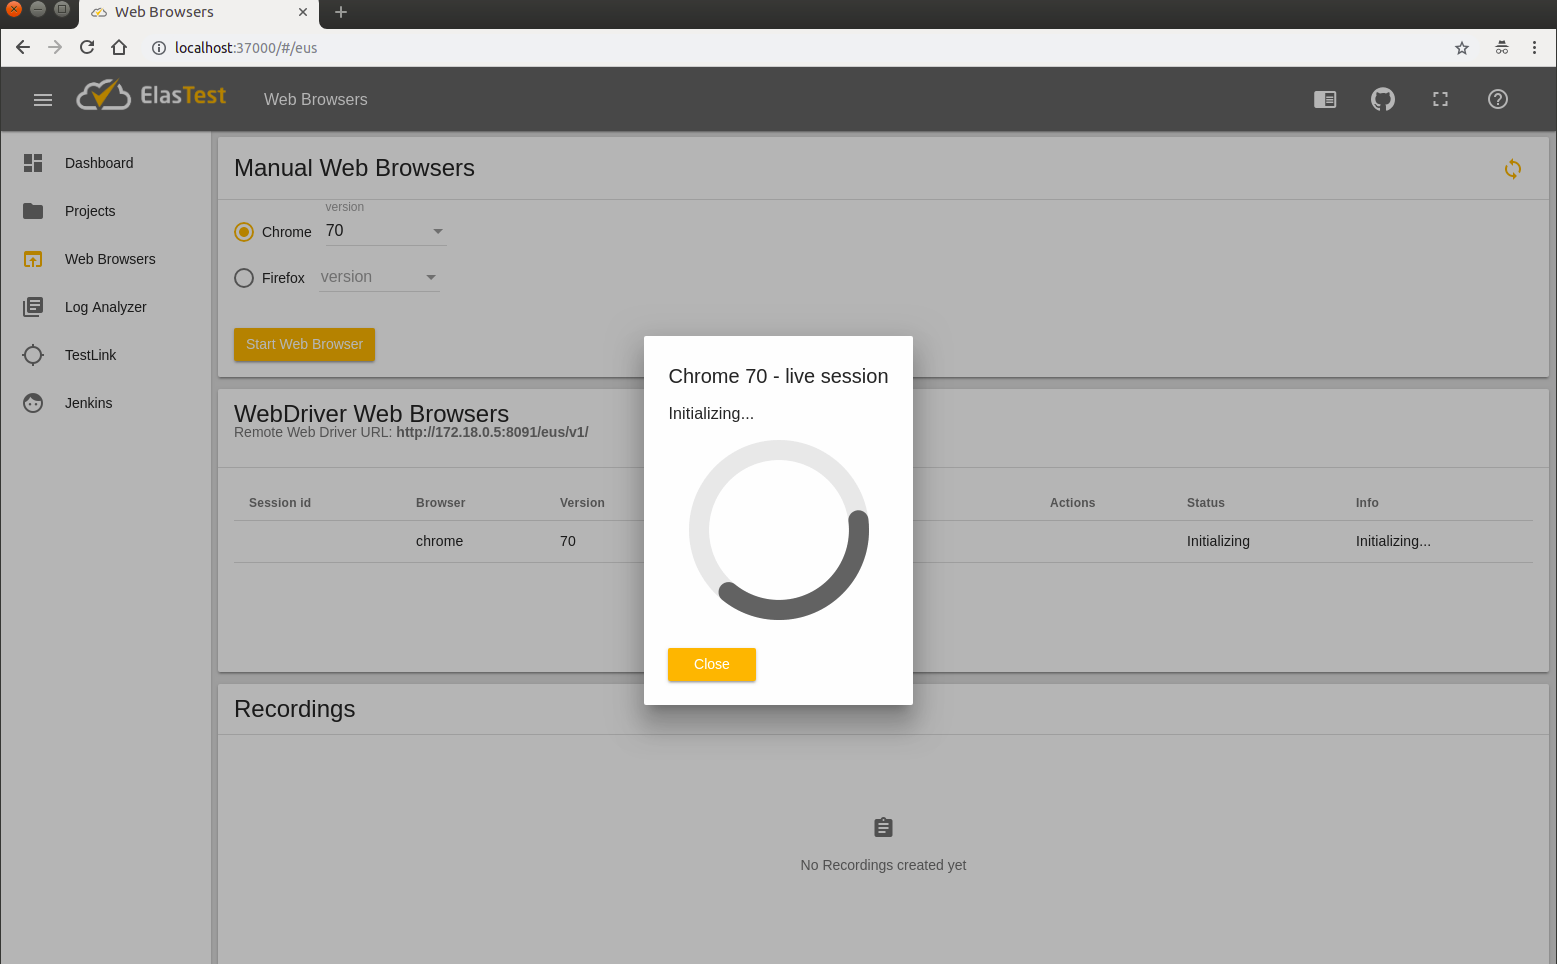 Web Browsers
localhost:37000/#/eus
ElasTest
Web Browsers
Dashboard
Projects
Web Browsers
Log Analyzer
TestLink
Jenkins
Manual Web Browsers
version
Chrome 70
Firefox version
Start Web Browser
WebDriver Web Browsers
Remote Web Driver URL: http://172.18.0.5:8091/eus/v1/
Session id Browser Version Actions Status Info
chrome 70 Initializing Initializing...
Chrome 70 - live session
Initializing...
Close
Recordings
No Recordings created yet